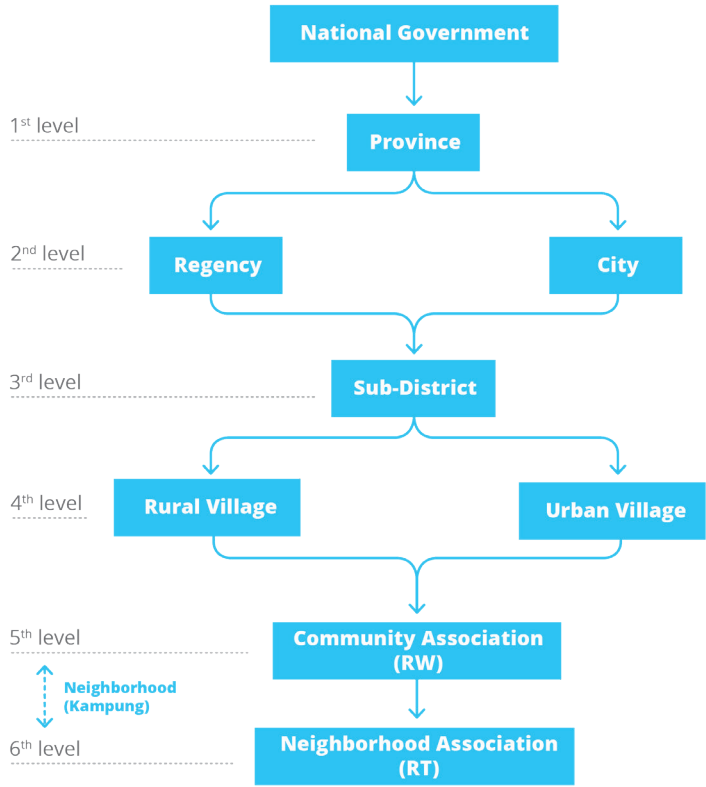 National Government
1st level
Province
2nd level
Regency
City
3rd level
Sub-District
4th level
Rural Village
Urban Village
5th level
Community Association
(RW)
Neighborhood
(Kampung)
6th level
Neighborhood Association
(RT)